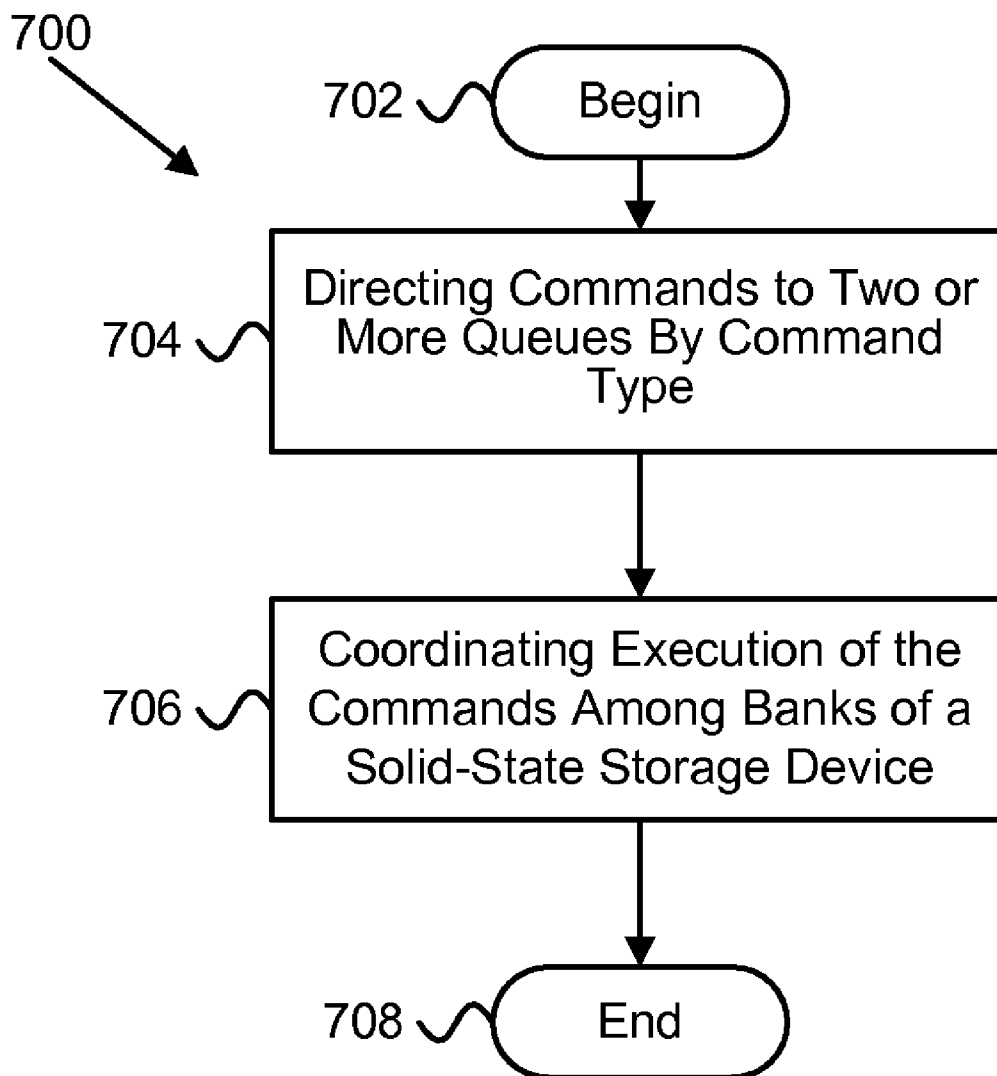 700
702
Begin
704
Directing Commands to Two or
More Queues By Command
Type
706
Coordinating Execution of the
Commands Among Banks of a
Solid-State Storage Device
708
End